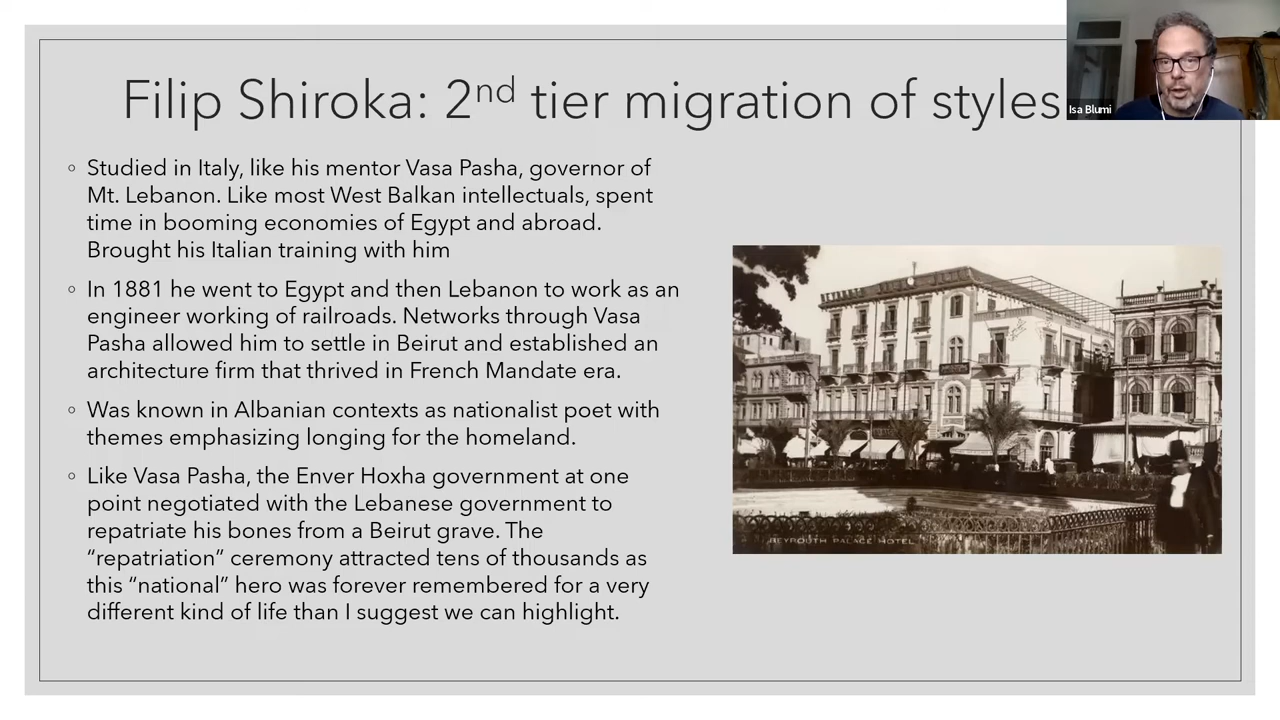 Filip Shiroka: 2nd tier migration of styles
Isa Blumi
◦ Studied in Italy, like his mentor Vasa Pasha, governor of
Mt. Lebanon. Like most West Balkan intellectuals, spent
time in booming economies of Egypt and abroad.
Brought his Italian training with him
◦ In 1881 he went to Egypt and then Lebanon to work as an
engineer working of railroads. Networks through Vasa
Pasha allowed him to settle in Beirut and established an
architecture firm that thrived in French Mandate era.
◦ Was known in Albanian contexts as nationalist poet with
themes emphasizing longing for the homeland.
◦ Like Vasa Pasha, the Enver Hoxha government at one
point negotiated with the Lebanese government to
repatriate his bones from a Beirut grave. The
“repatriation” ceremony attracted tens of thousands as
this “national” hero was forever remembered for a very
different kind of life than I suggest we can highlight.
BEYROUTH PALACE HOTEL